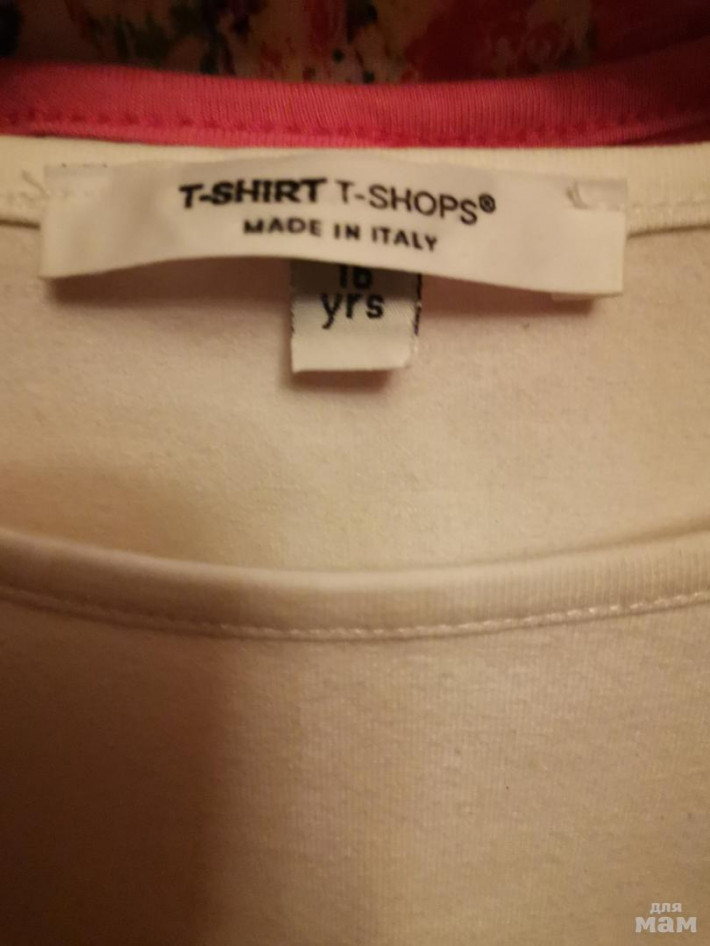 T-SHIRT T-SHOPS®
MADE IN ITALY
16
yrs
для
мам